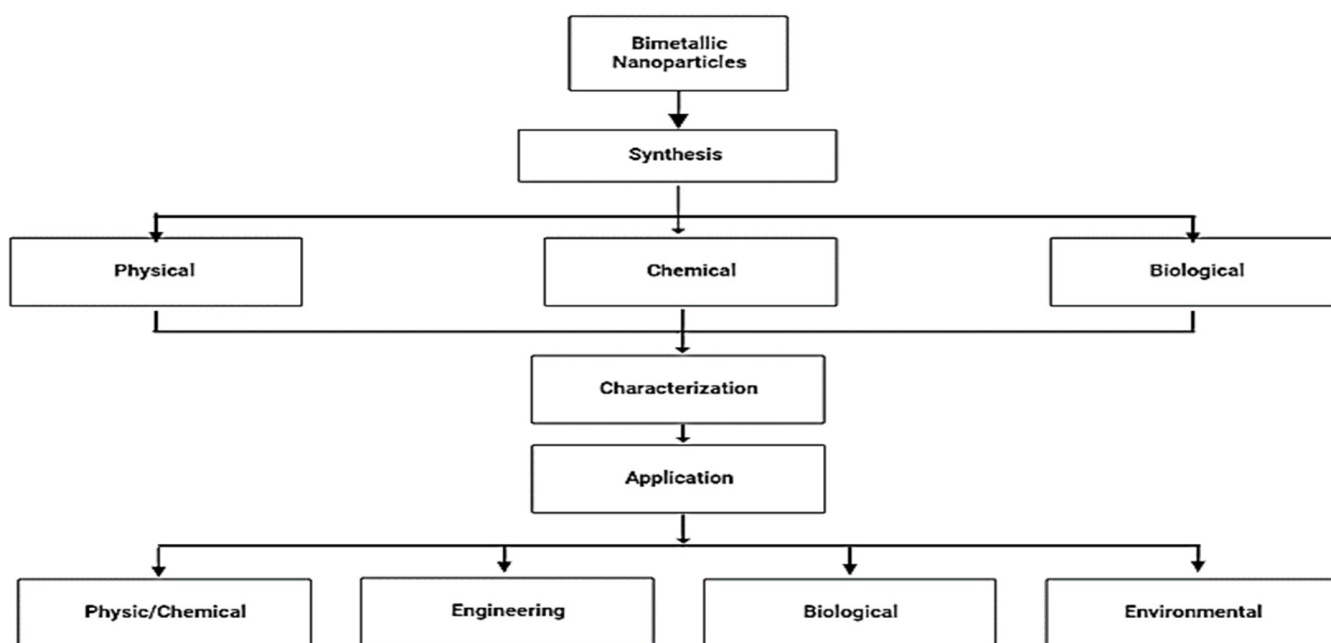 Bimetallic
Nanoparticles
Synthesis
Physical
Chemical
Biological
Characterization
Application
Physic/Chemical
Engineering
Biological
Environmental